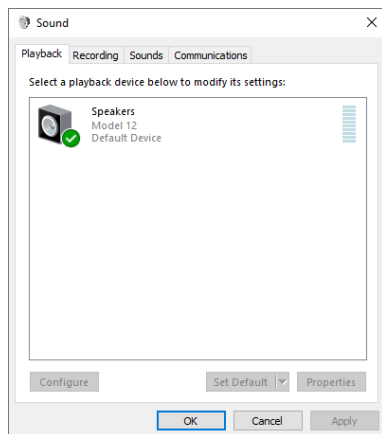 Sound
Playback Recording Sounds Communications
Select a playback device below to modify its settings:
Speakers
Model 12
Default Device
Configure Set Default Properties
OK Cancel Apply